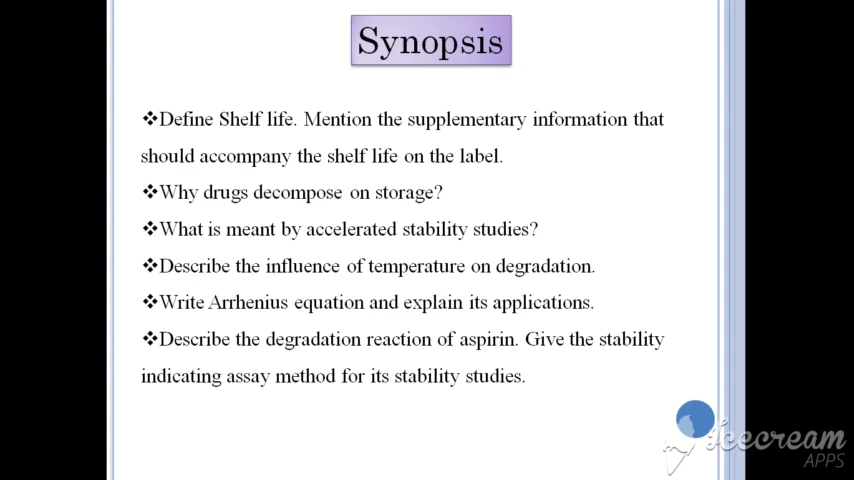 Synopsis
❖Define Shelf life. Mention the supplementary information that
should accompany the shelf life on the label.
❖Why drugs decompose on storage?
❖What is meant by accelerated stability studies?
❖Describe the influence of temperature on degradation.
❖Write Arrhenius equation and explain its applications.
❖Describe the degradation reaction of aspirin. Give the stability
indicating assay method for its stability studies.
Icecream
APPS